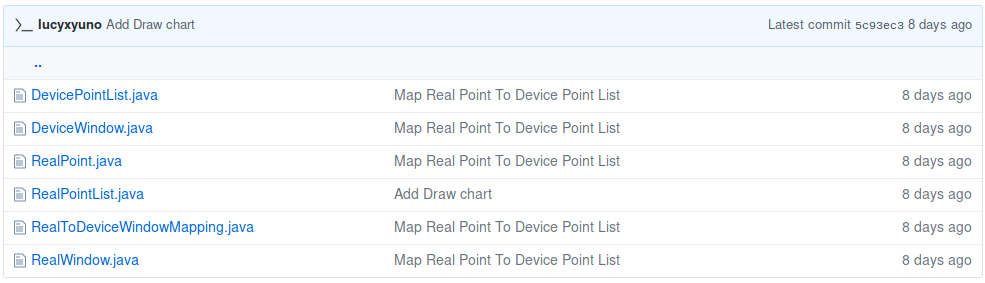 lucyxyuno Add Draw chart Latest commit 5c93ec3 8 days ago
..
DevicePointList.java Map Real Point To Device Point List 8 days ago
DeviceWindow.java Map Real Point To Device Point List 8 days ago
RealPoint.java Map Real Point To Device Point List 8 days ago
RealPointList.java Add Draw chart 8 days ago
RealToDeviceWindowMapping.java Map Real Point To Device Point List 8 days ago
RealWindow.java Map Real Point To Device Point List 8 days ago